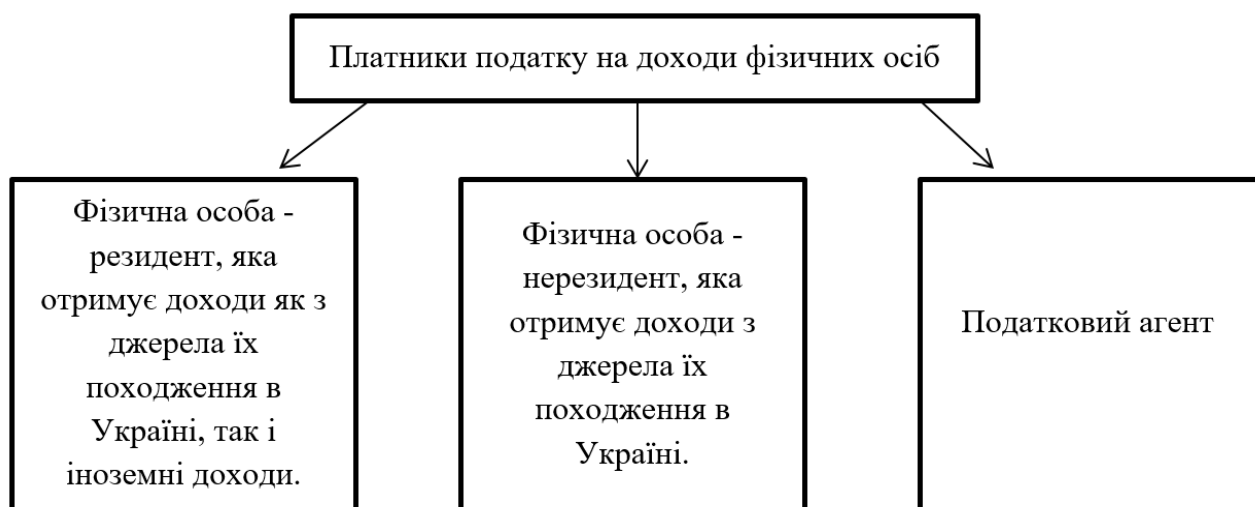 Платники податку на доходи фізичних осіб
Фізична особа -
резидент, яка
отримує доходи як з
джерела їх
походження в
Україні, так і
іноземні доходи.
Фізична особа -
нерезидент, яка
отримує доходи з
джерела їх
походження в
Україні.
Податковий агент